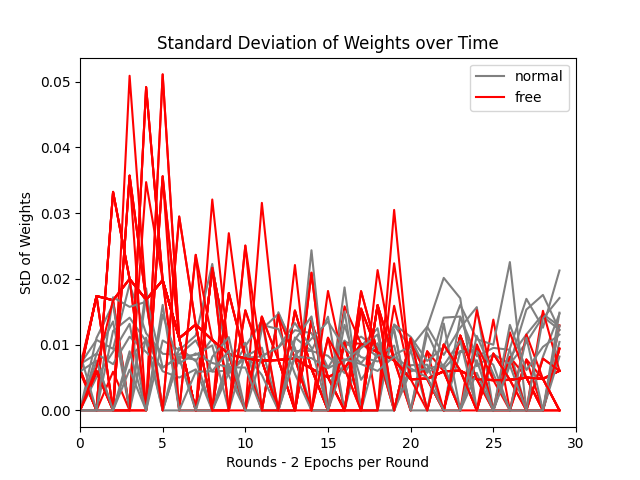 Standard Deviation of Weights over Time
normal
free
StD of Weights
0.05
0.04
0.03
0.02
0.01
0.00
0 5 10 15 20 25 30
Rounds - 2 Epochs per Round